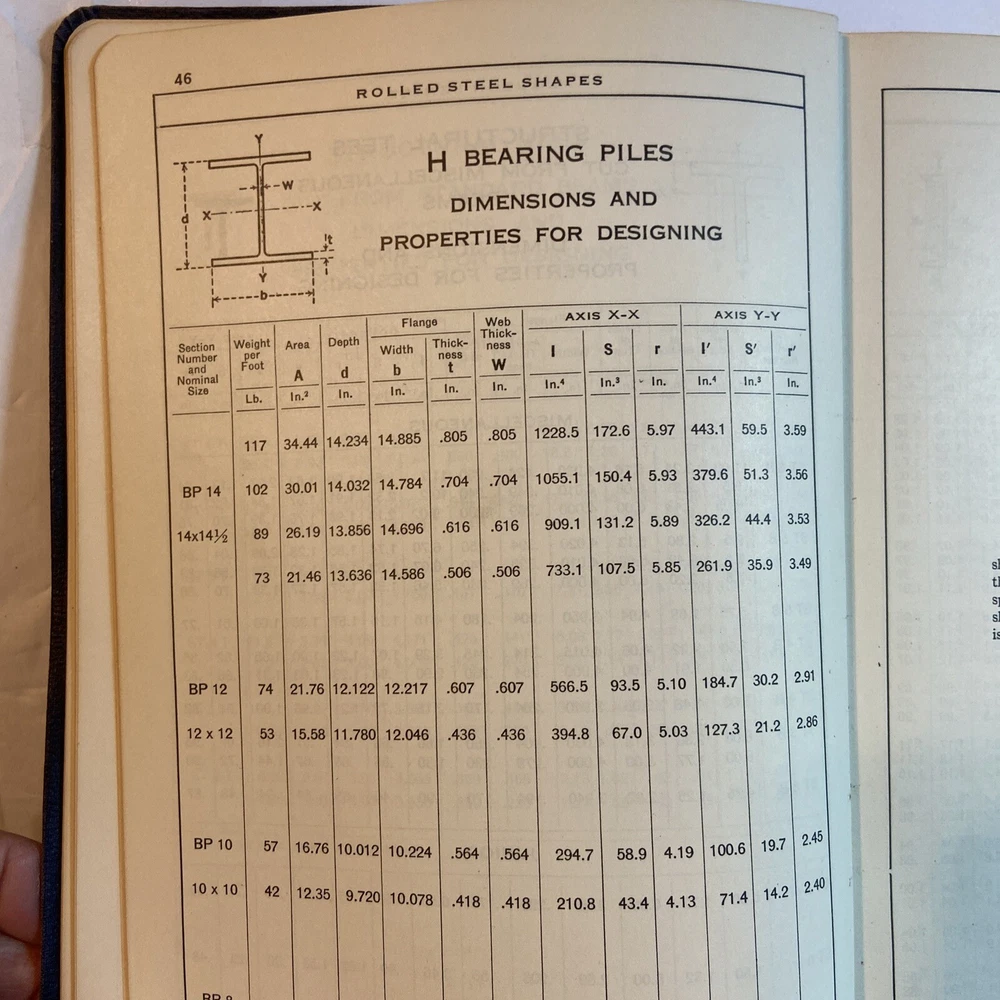 46
ROLLED STEEL SHAPES
Y
W
d
X X
t
Y
b
H BEARING PILES
DIMENSIONS AND
PROPERTIES FOR DESIGNING
Section Number and Nominal Size | Weight per Foot | Area | Depth | Flange | Web Thick-ness | AXIS X-X | AXIS Y-Y
Width | Thick-ness
A | d | b | t | W | I | S | r | I' | S' | r'
Lb. | In.² | In. | In. | In. | In. | In.⁴ | In.³ | In. | In.⁴ | In.³ | In.
117 34.44 14.234 14.885 .805 .805 1228.5 172.6 5.97 443.1 59.5 3.59
BP 14 102 30.01 14.032 14.784 .704 .704 1055.1 150.4 5.93 379.6 51.3 3.56
14x14½ 89 26.19 13.856 14.696 .616 .616 909.1 131.2 5.89 326.2 44.4 3.53
73 21.46 13.636 14.586 .506 .506 733.1 107.5 5.85 261.9 35.9 3.49
BP 12 74 21.76 12.122 12.217 .607 .607 566.5 93.5 5.10 184.7 30.2 2.91
12 x 12 53 15.58 11.780 12.046 .436 .436 394.8 67.0 5.03 127.3 21.2 2.86
BP 10 57 16.76 10.012 10.224 .564 .564 294.7 58.9 4.19 100.6 19.7 2.45
10 x 10 42 12.35 9.720 10.078 .418 .418 210.8 43.4 4.13 71.4 14.2 2.40
BP 8